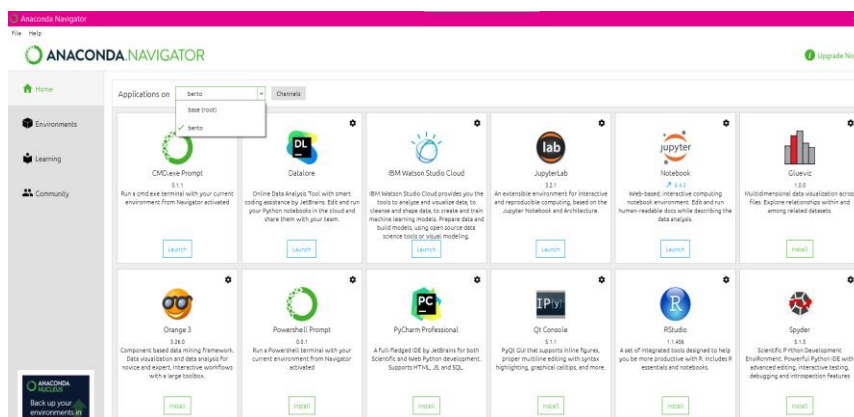 Anaconda Navigator
File Help
ANACONDA.NAVIGATOR
Upgrade No
Home
Applications on berto Channels
base (root)
berto
Environments
Learning
Community
CMD.exe Prompt
0.1.1
Run a cmd.exe terminal with your current
environment from Navigator activated
Launch
DL
Datalore
Online Data Analysis Tool with smart
coding assistance by JetBrains. Edit and run
your Python notebooks in the cloud and
share them with your team.
Launch
IBM Watson Studio Cloud
IBM Watson Studio Cloud provides you the
tools to analyze and visualize data, to
cleanse and shape data, to create and train
machine learning models. Prepare data and
build models, using open source data
science tools or visual modeling.
Launch
lab
JupyterLab
3.2.1
An extensible environment for interactive
and reproducible computing, based on the
Jupyter Notebook and Architecture.
Launch
jupyter
Notebook
6.4.5
Web-based, interactive computing
notebook environment. Edit and run
human-readable docs while describing the
data analysis.
Launch
Glueviz
1.0.0
Multidimensional data visualization across
files. Explore relationships within and
among related datasets.
Install
Orange 3
3.26.0
Component based data mining framework.
Data visualization and data analysis for
novice and expert. Interactive workflows
with a large toolbox.
Install
Powershell Prompt
0.0.1
Run a Powershell terminal with your
current environment from Navigator
activated
Install
PC
PyCharm Professional
A full-fledged IDE by JetBrains for both
Scientific and Web Python development.
Supports HTML, JS, and SQL.
Install
IP[y]:
Qt Console
5.1.1
PyQt GUI that supports inline figures,
proper multiline editing with syntax
highlighting, graphical calltips, and more.
Install
R
RStudio
1.1.456
A set of integrated tools designed to help
you be more productive with R. Includes R
essentials and notebooks.
Install
Spyder
5.1.5
Scientific PYthon Development
EnviRonment. Powerful Python IDE with
advanced editing, interactive testing,
debugging and introspection features
Install
ANACONDA.
NUCLEUS
Back up your
environments in